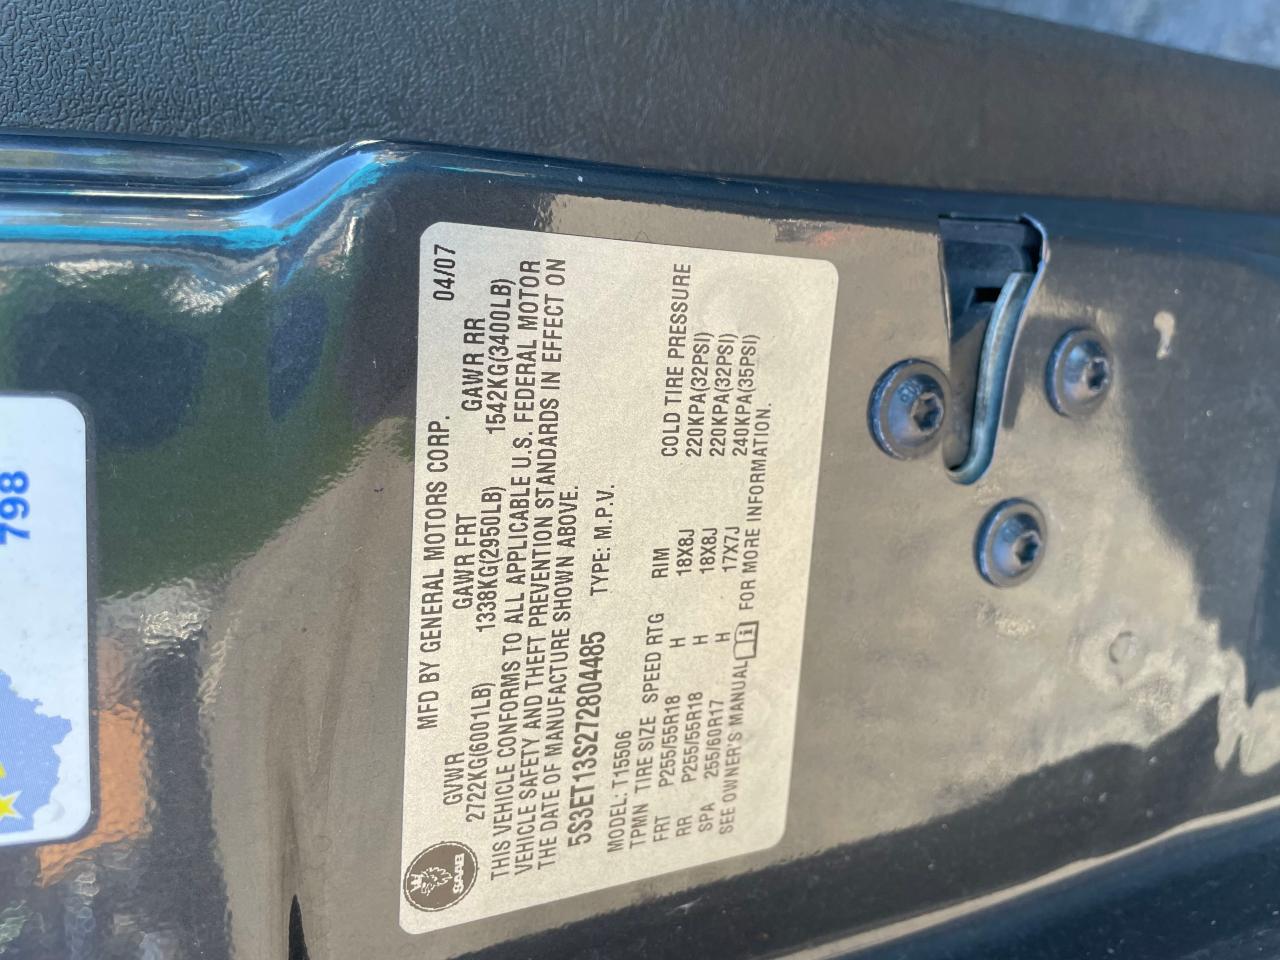 MFD BY GENERAL MOTORS CORP. 04/07
GVWR GAWR FRT GAWR RR
2722KG(6001LB) 1338KG(2950LB) 1542KG(3400LB)
THIS VEHICLE CONFORMS TO ALL APPLICABLE U.S. FEDERAL MOTOR
VEHICLE SAFETY AND THEFT PREVENTION STANDARDS IN EFFECT ON
THE DATE OF MANUFACTURE SHOWN ABOVE.
5S3ET13S272804485 TYPE: M.P.V.
MODEL: T15506
TPMN TIRE SIZE SPEED RTG RIM COLD TIRE PRESSURE
FRT P255/55R18 H 18X8J 220KPA(32PSI)
RR P255/55R18 H 18X8J 220KPA(32PSI)
SPA 255/60R17 H 17X7J 240KPA(35PSI)
SEE OWNER'S MANUAL i FOR MORE INFORMATION.
SAAB
798